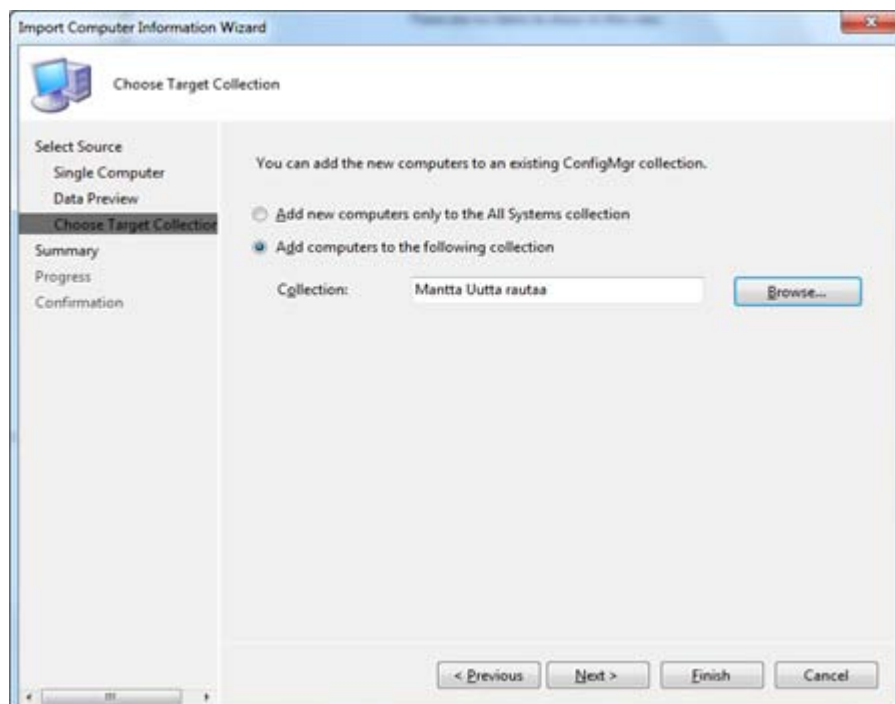 Import Computer Information Wizard
Choose Target Collection
Select Source
Single Computer
Data Preview
Choose Target Collection
Summary
Progress
Confirmation
You can add the new computers to an existing ConfigMgr collection.
Add new computers only to the All Systems collection
Add computers to the following collection
Collection:
Mantta Uutta rautaa
Browse...
< Previous
Next >
Finish
Cancel